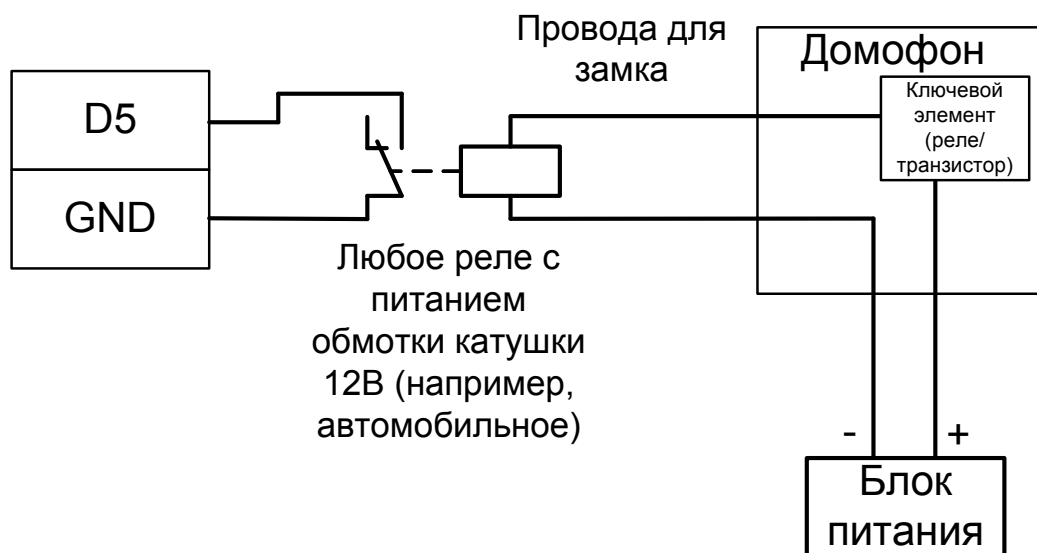 Провода для
замка
Домофон
Ключевой
элемент
(реле/
транзистор)
D5
GND
Любое реле с
питанием
обмотки катушки
12В (например,
автомобильное)
- +
Блок
питания